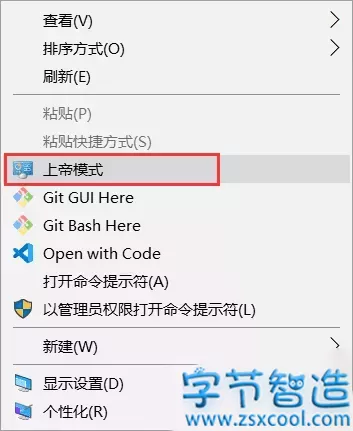 查看(V)
排序方式(O)
刷新(E)
粘贴(P)
粘贴快捷方式(S)
上帝模式
Git GUI Here
Git Bash Here
Open with Code
打开命令提示符(A)
以管理员权限打开命令提示符(L)
新建(W)
显示设置(D)
个性化(R)
字节智造
www.zsxcool.com